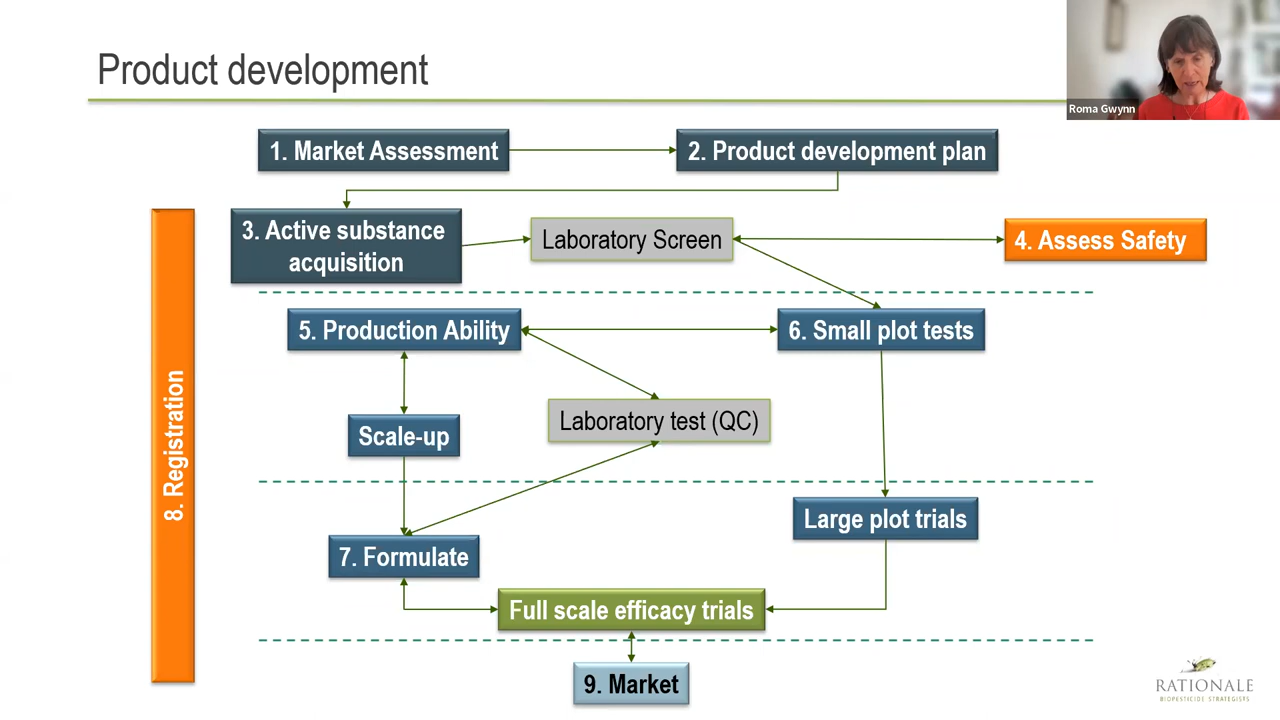 Product development
Roma Gwynn
1. Market Assessment
2. Product development plan
3. Active substance
acquisition
Laboratory Screen
4. Assess Safety
5. Production Ability
6. Small plot tests
Laboratory test (QC)
Scale-up
8. Registration
Large plot trials
7. Formulate
Full scale efficacy trials
9. Market
RATIONALE
BIOPESTICIDE STRATEGISTS